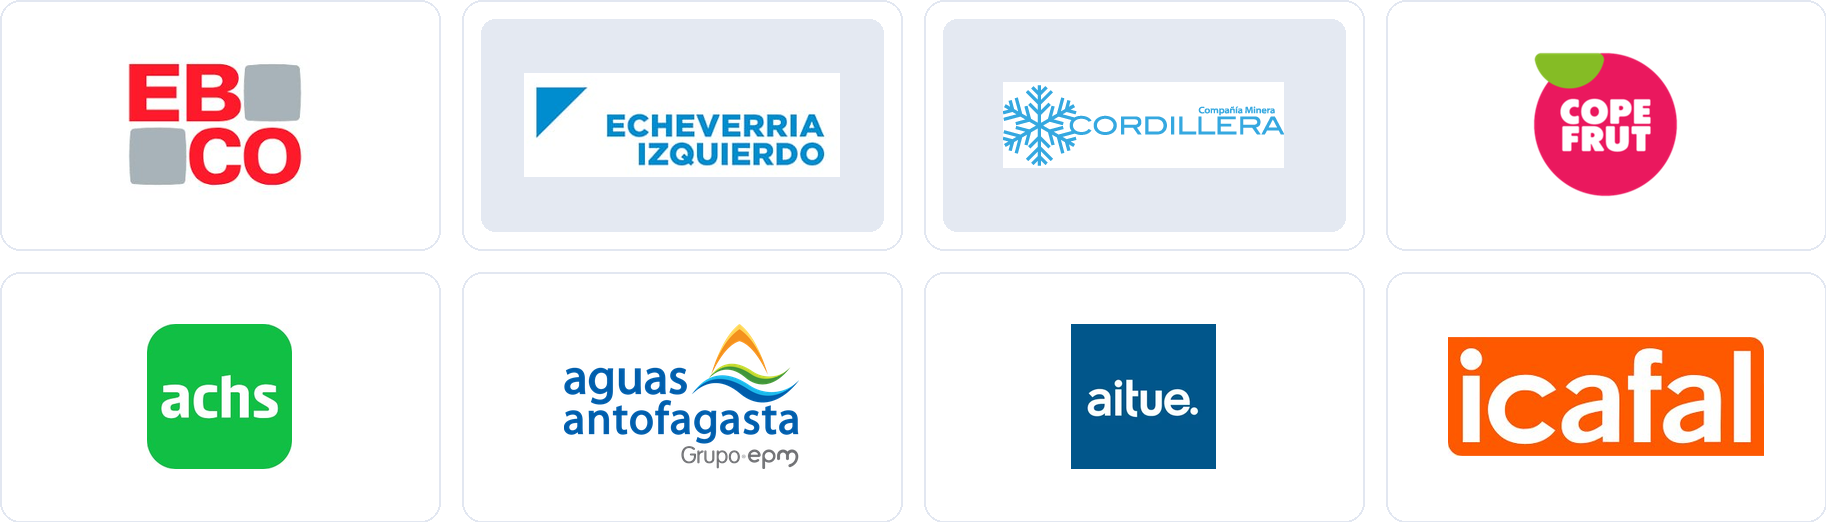 EB
CO
ECHEVERRIA
IZQUIERDO
Compañía Minera
CORDILLERA
COPE
FRUT
achs
aguas
antofagasta
Grupo·epm
aitue.
icafal